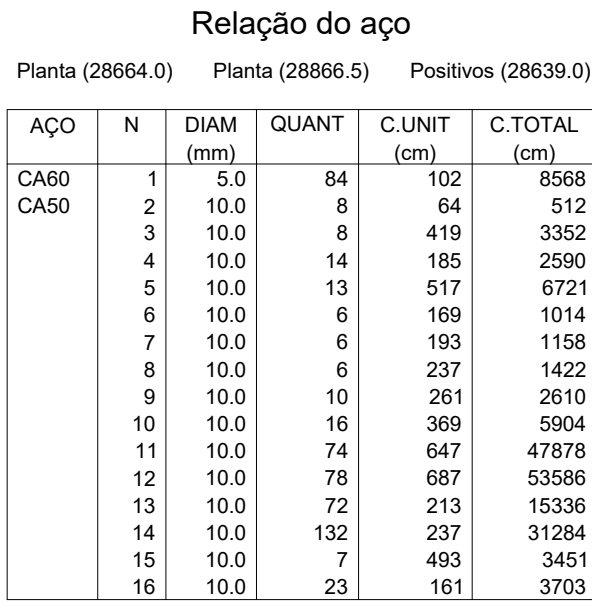 Relação do aço
Planta (28664.0) Planta (28866.5) Positivos (28639.0)
AÇO N DIAM QUANT C.UNIT C.TOTAL
(mm) (cm) (cm)
CA60 1 5.0 84 102 8568
CA50 2 10.0 8 64 512
3 10.0 8 419 3352
4 10.0 14 185 2590
5 10.0 13 517 6721
6 10.0 6 169 1014
7 10.0 6 193 1158
8 10.0 6 237 1422
9 10.0 10 261 2610
10 10.0 16 369 5904
11 10.0 74 647 47878
12 10.0 78 687 53586
13 10.0 72 213 15336
14 10.0 132 237 31284
15 10.0 7 493 3451
16 10.0 23 161 3703